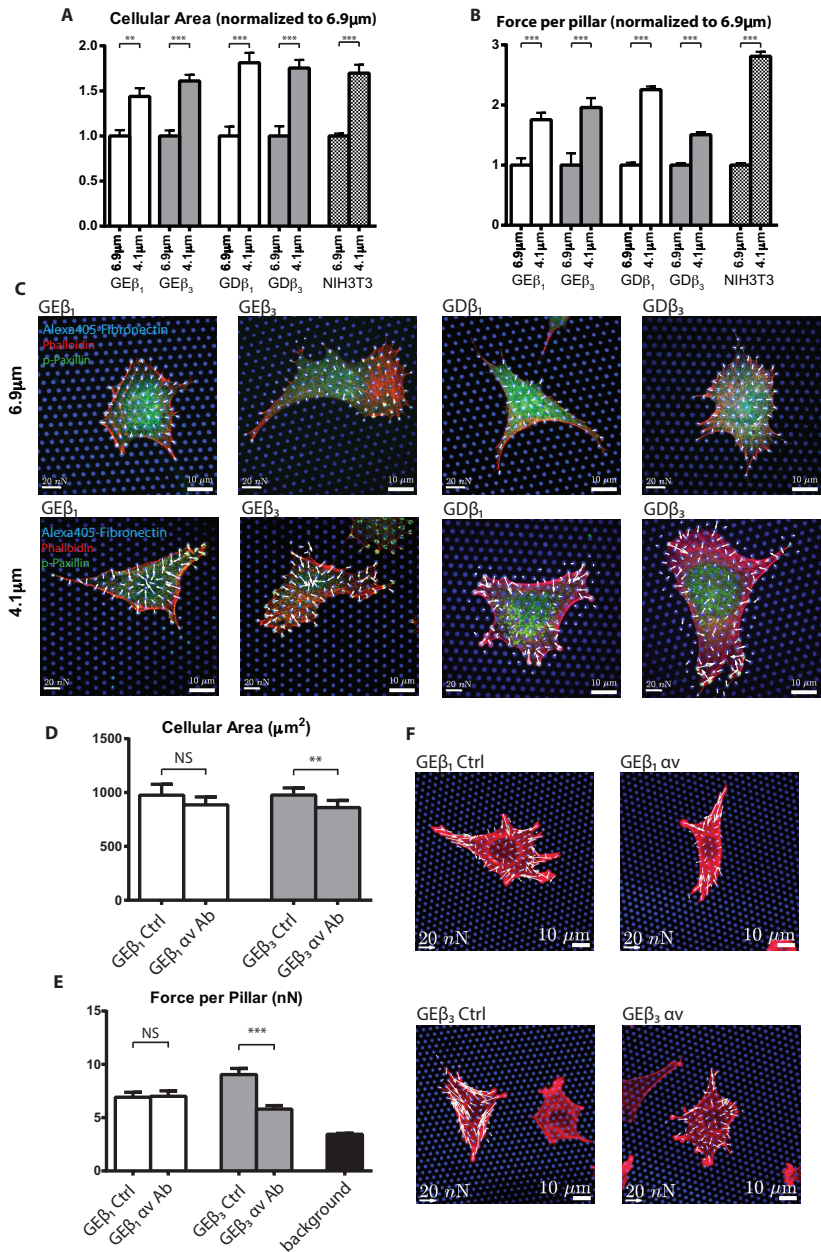 A
Cellular Area (normalized to 6.9µm)
2.0
1.5
1.0
0.5
0.0
** *** *** *** ***
6.9µm 4.1µm 6.9µm 4.1µm 6.9µm 4.1µm 6.9µm 4.1µm 6.9µm 4.1µm
GEβ1 GEβ3 GDβ1 GDβ3 NIH3T3
B
Force per pillar (normalized to 6.9µm)
3
2
1
0
*** *** *** *** ***
6.9µm 4.1µm 6.9µm 4.1µm 6.9µm 4.1µm 6.9µm 4.1µm 6.9µm 4.1µm
GEβ1 GEβ3 GDβ1 GDβ3 NIH3T3
C
GEβ1 GEβ3 GDβ1 GDβ3
6.9µm
Alexa405-Fibronectin
Phalloidin
p-Paxillin
20 nN 10 µm 20 nN 10 µm 20 nN 10 µm 20 nN 10 µm
GEβ1 GEβ3 GDβ1 GDβ3
4.1µm
Alexa405-Fibronectin
Phalloidin
p-Paxillin
20 nN 10 µm 20 nN 10 µm 20 nN 10 µm 20 nN 10 µm
D
Cellular Area (µm²)
1500
1000
500
0
NS **
GEβ1 Ctrl GEβ1 αv Ab GEβ3 Ctrl GEβ3 αv Ab
E
Force per Pillar (nN)
15
10
5
0
NS ***
GEβ1 Ctrl GEβ1 αv Ab GEβ3 Ctrl GEβ3 αv Ab background
F
GEβ1 Ctrl GEβ1 αv
20 nN 10 µm 20 nN 10 µm
GEβ3 Ctrl GEβ3 αv
20 nN 10 µm 20 nN 10 µm